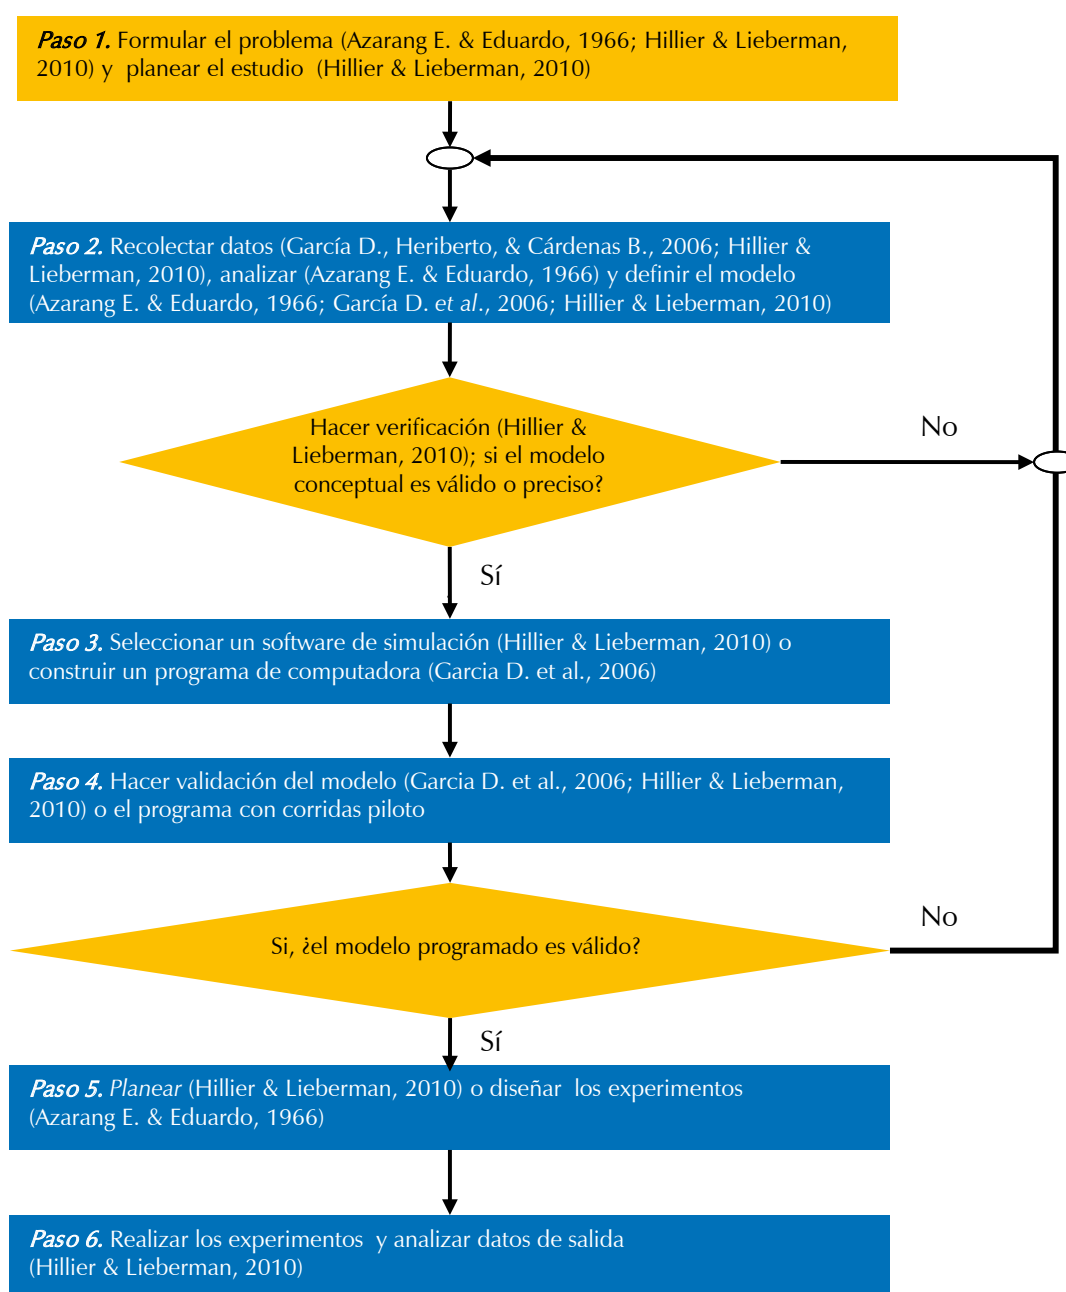 Paso 1. Formular el problema (Azarang E. & Eduardo, 1966; Hillier & Lieberman,
2010) y planear el estudio (Hillier & Lieberman, 2010)
Paso 2. Recolectar datos (García D., Heriberto, & Cárdenas B., 2006; Hillier &
Lieberman, 2010), analizar (Azarang E. & Eduardo, 1966) y definir el modelo
(Azarang E. & Eduardo, 1966; García D. et al., 2006; Hillier & Lieberman, 2010)
Hacer verificación (Hillier &
Lieberman, 2010); si el modelo
conceptual es válido o preciso?
No
Sí
Paso 3. Seleccionar un software de simulación (Hillier & Lieberman, 2010) o
construir un programa de computadora (Garcia D. et al., 2006)
Paso 4. Hacer validación del modelo (Garcia D. et al., 2006; Hillier & Lieberman,
2010) o el programa con corridas piloto
Si, ¿el modelo programado es válido?
No
Sí
Paso 5. Planear (Hillier & Lieberman, 2010) o diseñar los experimentos
(Azarang E. & Eduardo, 1966)
Paso 6. Realizar los experimentos y analizar datos de salida
(Hillier & Lieberman, 2010)